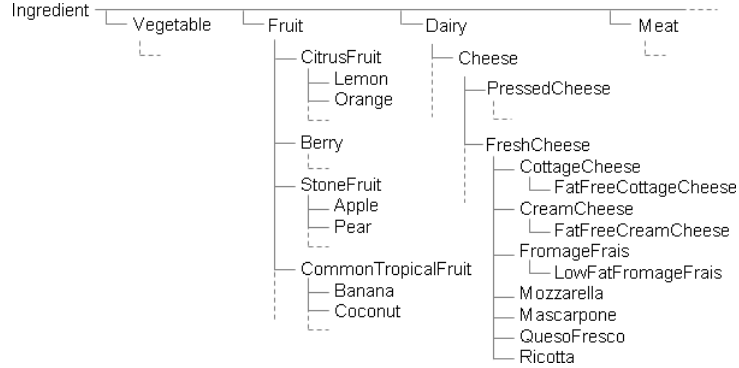 Ingredient
Vegetable
Fruit
CitrusFruit
Lemon
Orange
Berry
StoneFruit
Apple
Pear
CommonTropicalFruit
Banana
Coconut
Dairy
Cheese
PressedCheese
FreshCheese
CottageCheese
FatFreeCottageCheese
CreamCheese
FatFreeCreamCheese
FromageFrais
LowFatFromageFrais
Mozzarella
Mascarpone
QuesoFresco
Ricotta
Meat